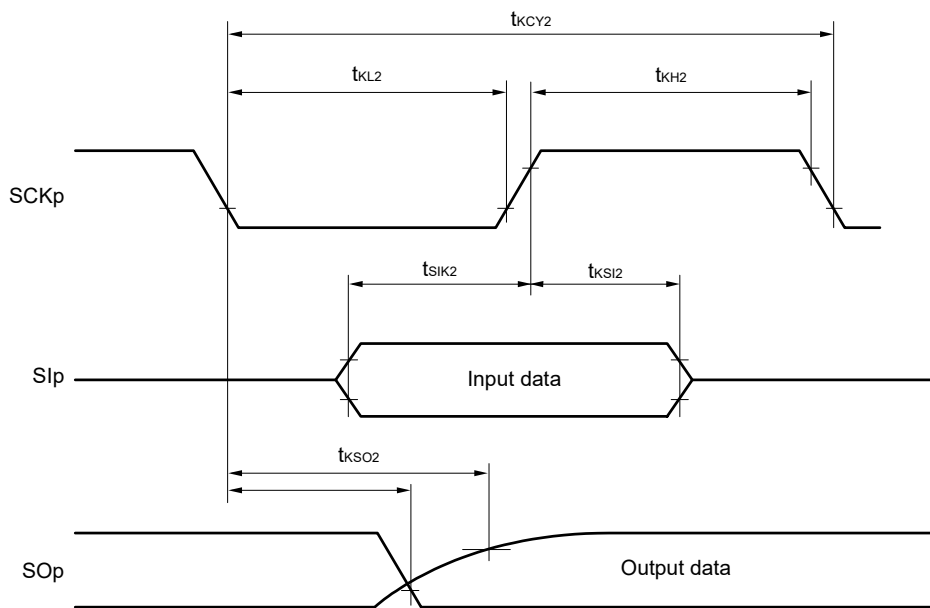 tKCY2
tKL2
tKH2
SCKp
tSIK2
tKSI2
SIp
Input data
tKSO2
SOp
Output data